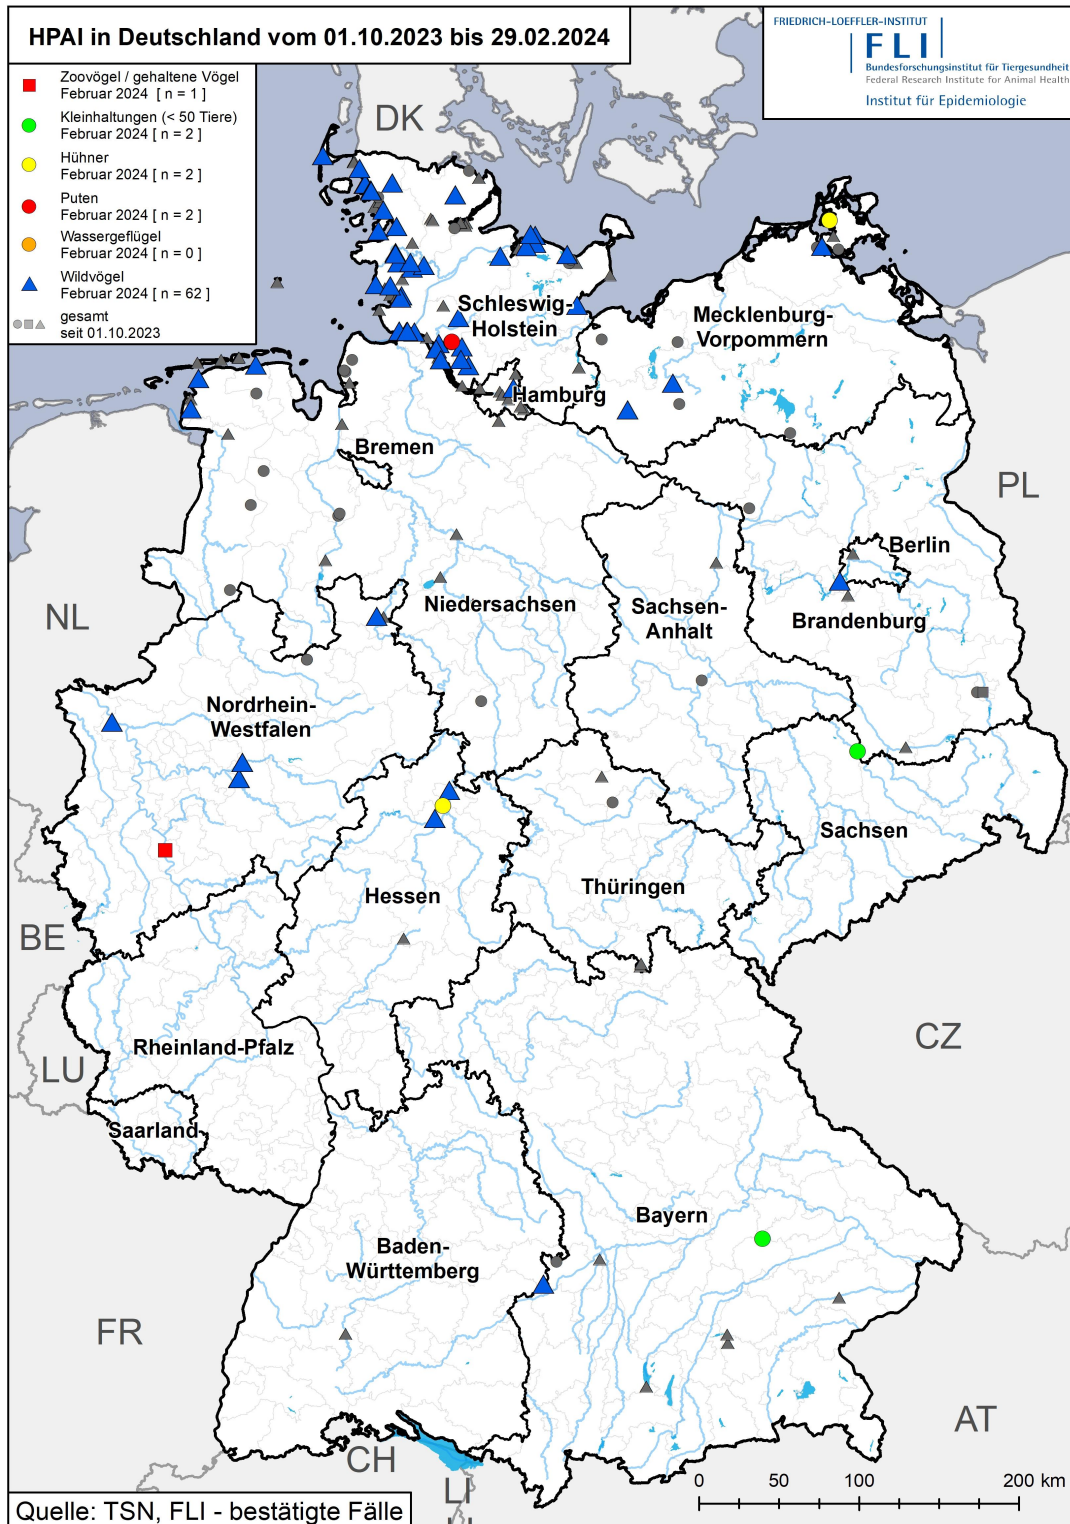 HPAI in Deutschland vom 01.10.2023 bis 29.02.2024
FRIEDRICH-LOEFFLER-INSTITUT
FLI
Bundesforschungsinstitut für Tiergesundheit
Federal Research Institute for Animal Health
Institut für Epidemiologie
Zoovögel / gehaltene Vögel
Februar 2024 [ n = 1 ]
Kleinhaltungen (< 50 Tiere)
Februar 2024 [ n = 2 ]
Hühner
Februar 2024 [ n = 2 ]
Puten
Februar 2024 [ n = 2 ]
Wassergeflügel
Februar 2024 [ n = 0 ]
Wildvögel
Februar 2024 [ n = 62 ]
gesamt
seit 01.10.2023
DK
Schleswig-
Holstein
Mecklenburg-
Vorpommern
Hamburg
Bremen
PL
Berlin
NL
Niedersachsen
Sachsen-
Anhalt
Brandenburg
Nordrhein-
Westfalen
Sachsen
Thüringen
Hessen
BE
CZ
Rheinland-Pfalz
LU
Saarland
Bayern
Baden-
Württemberg
FR
AT
CH
LI
0 50 100 200 km
Quelle: TSN, FLI - bestätigte Fälle